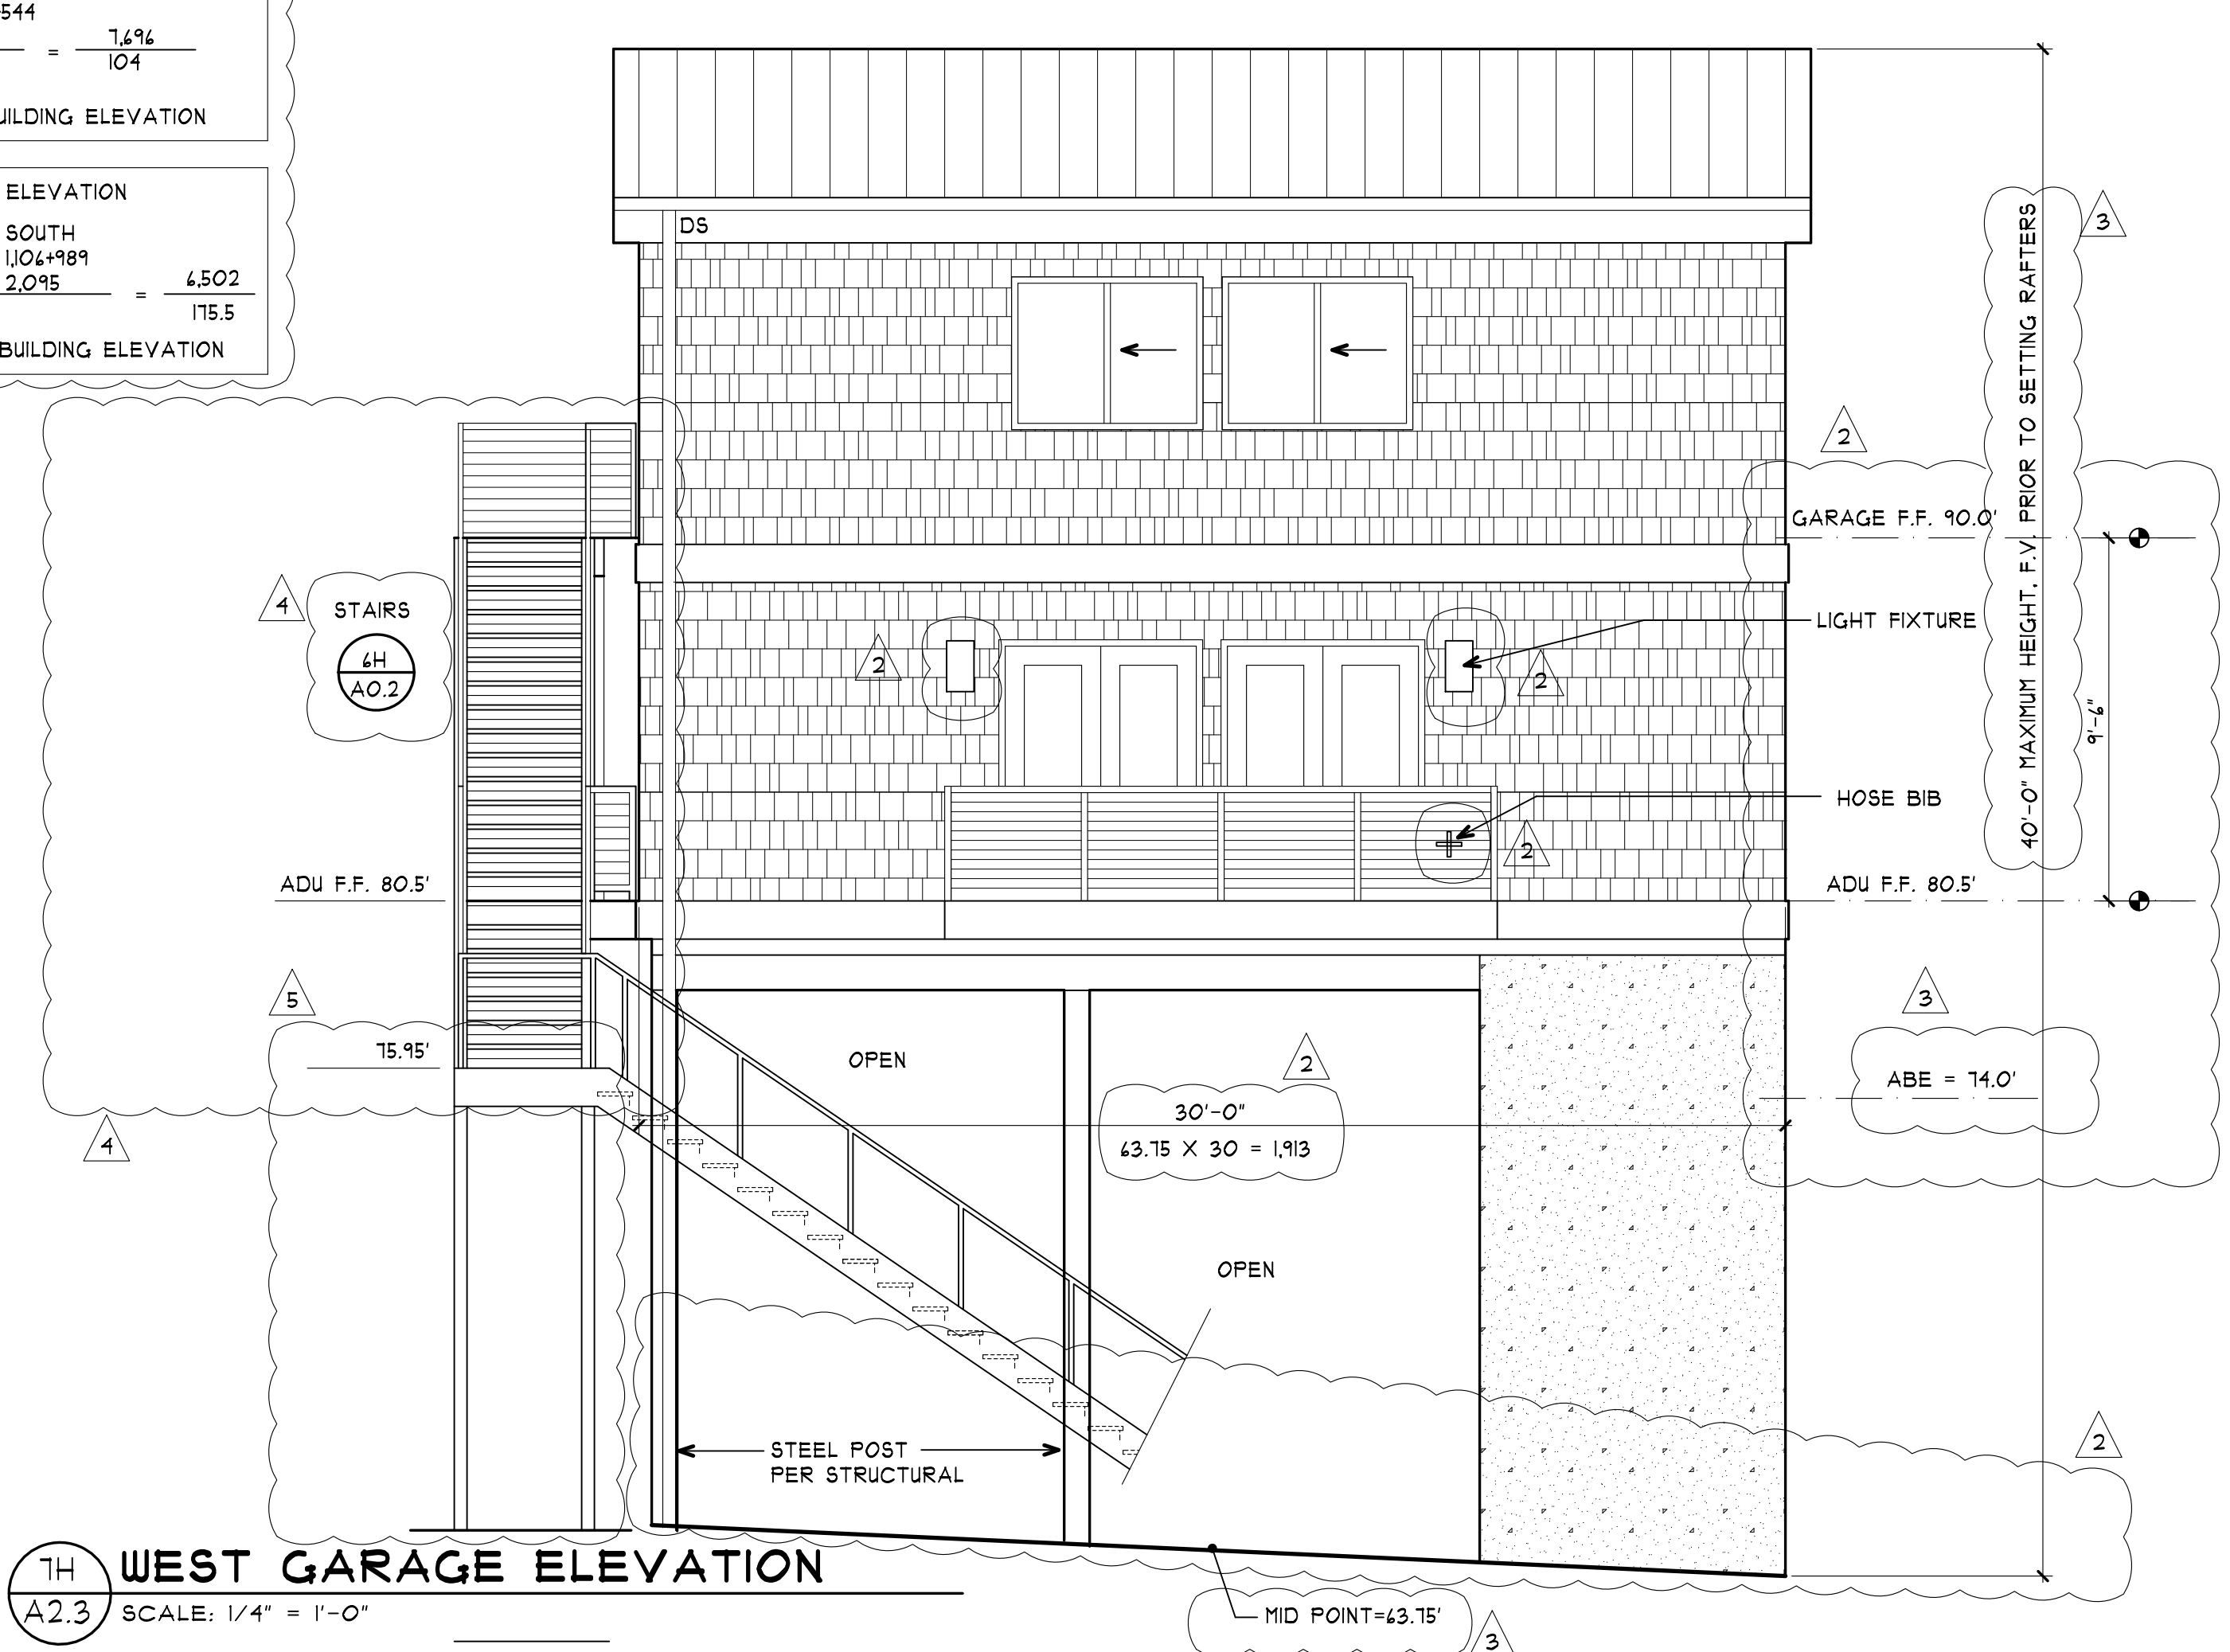 544
= 7,696
104
UILDING ELEVATION
ELEVATION
SOUTH
1,106+989
2,095 = 6,502
175.5
BUILDING ELEVATION
DS
3
40'-0" MAXIMUM HEIGHT, F.V. PRIOR TO SETTING RAFTERS
2
GARAGE F.F. 90.0'
4
STAIRS
6H
A0.2
2
LIGHT FIXTURE
2
9'-6"
HOSE BIB
2
ADU F.F. 80.5'
ADU F.F. 80.5'
5
3
75.95'
OPEN
2
ABE = 74.0'
30'-0"
63.75 X 30 = 1,913
4
OPEN
STEEL POST
PER STRUCTURAL
2
7H
A2.3
WEST GARAGE ELEVATION
SCALE: 1/4" = 1'-0"
MID POINT=63.75'
3